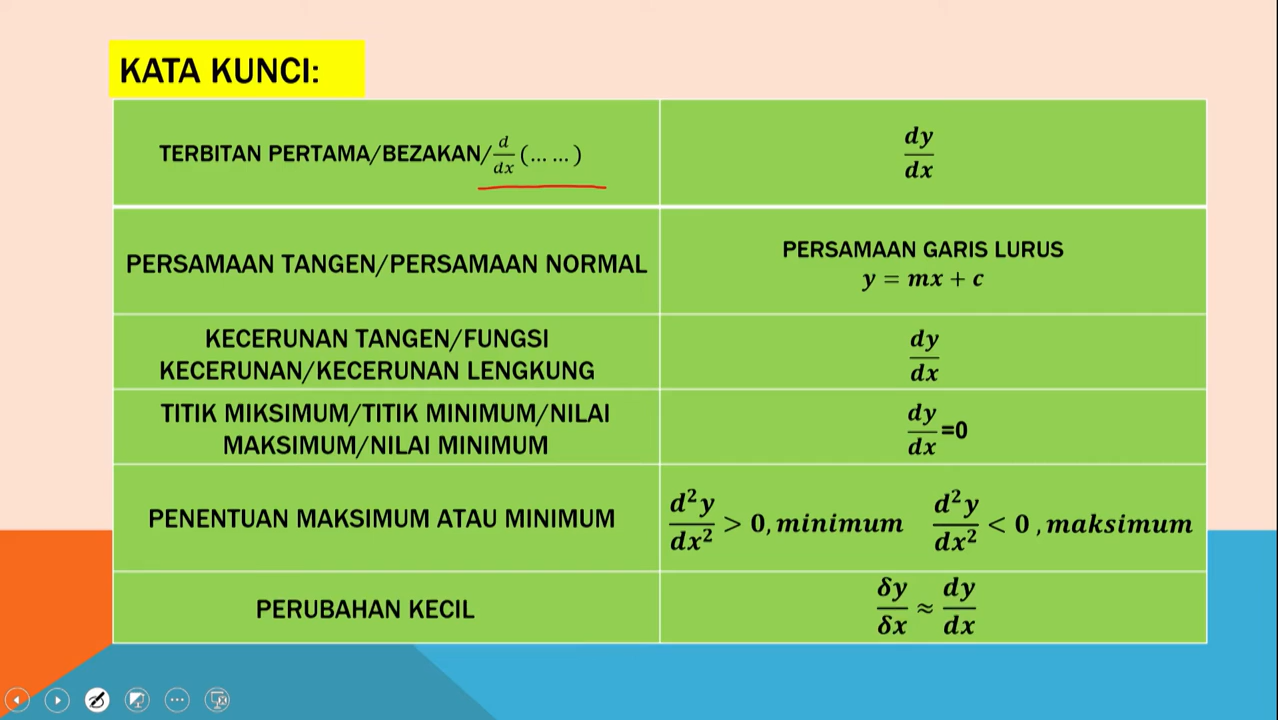 KATA KUNCI:
TERBITAN PERTAMA/BEZAKAN/d/dx(... ...)
dy/dx
PERSAMAAN TANGEN/PERSAMAAN NORMAL
PERSAMAAN GARIS LURUS
y = mx + c
KECERUNAN TANGEN/FUNGSI
KECERUNAN/KECERUNAN LENGKUNG
dy/dx
TITIK MIKSIMUM/TITIK MINIMUM/NILAI
MAKSIMUM/NILAI MINIMUM
dy/dx=0
PENENTUAN MAKSIMUM ATAU MINIMUM
d²y/dx² > 0, minimum d²y/dx² < 0 , maksimum
PERUBAHAN KECIL
δy/δx ≈ dy/dx